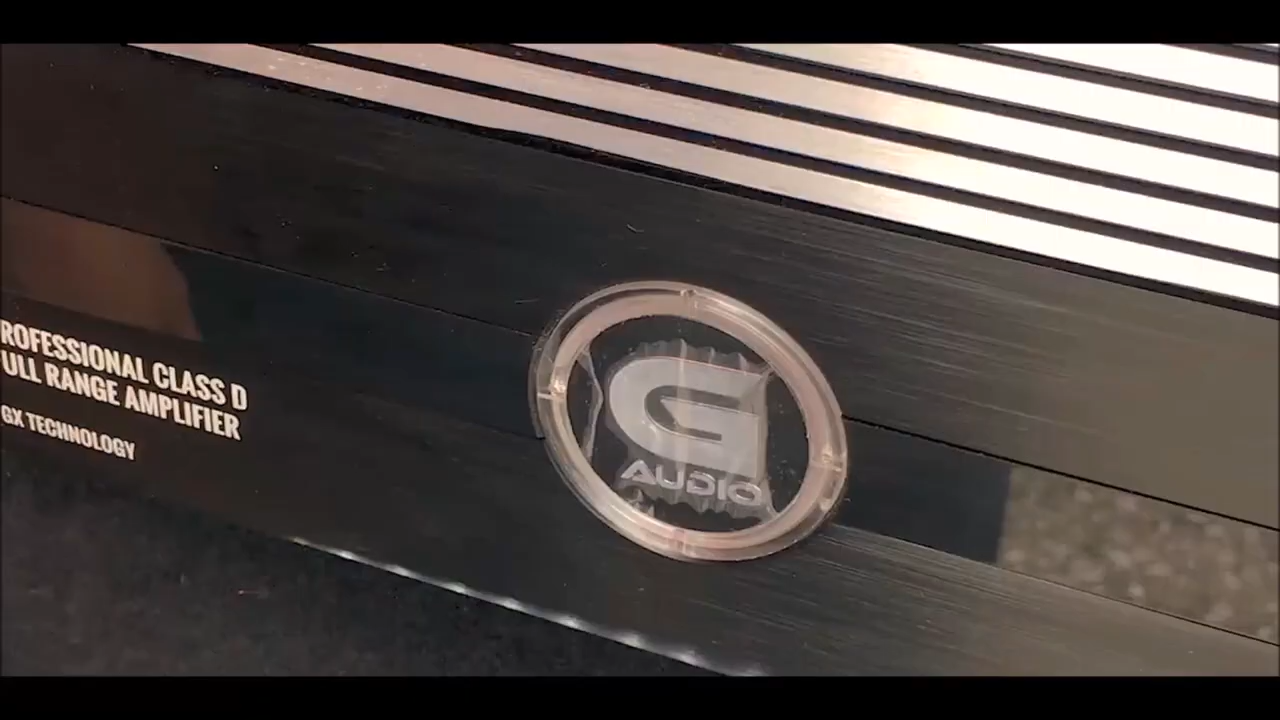 ROFESSIONAL CLASS D
ULL RANGE AMPLIFIER
GX TECHNOLOGY
G
AUDIO